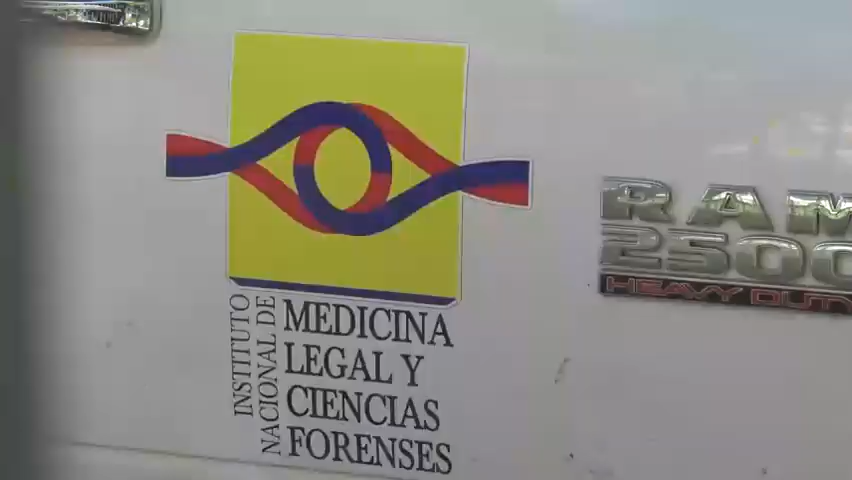 INSTITUTO
NACIONAL DE
MEDICINA
LEGAL Y
CIENCIAS
FORENSES
RAM
2500
HEAVY DUTY